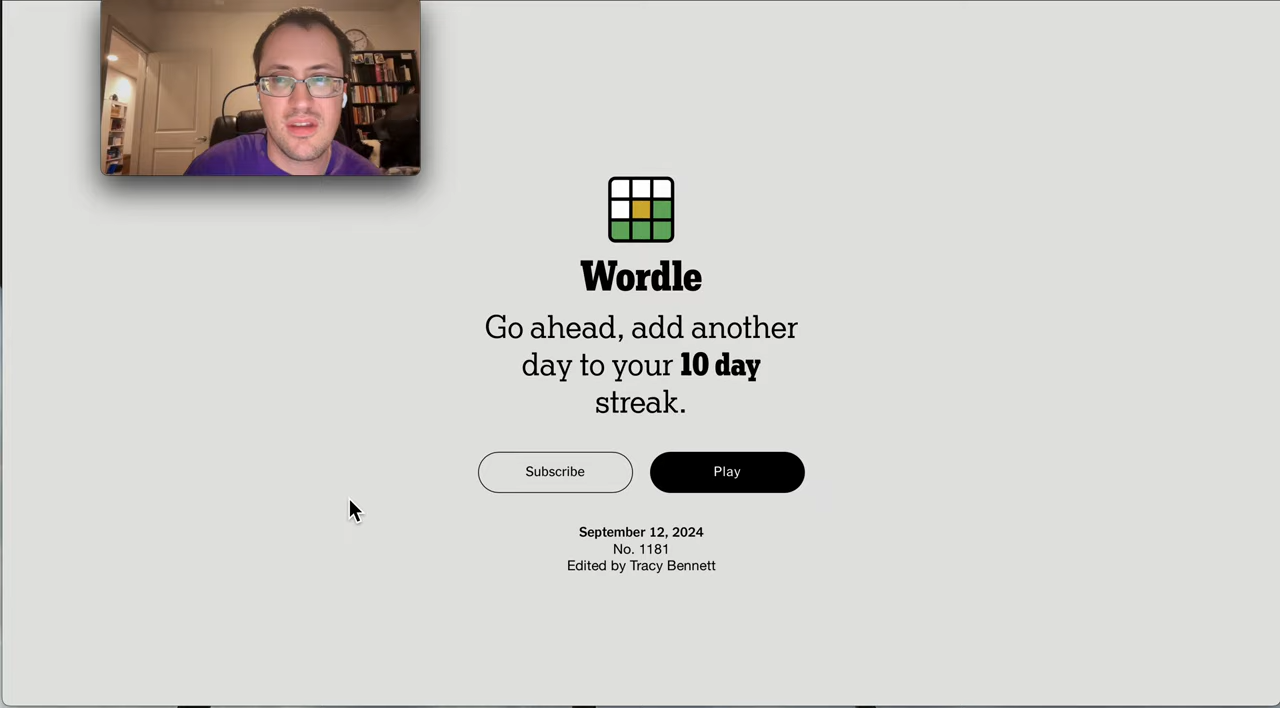 Wordle
Go ahead, add another
day to your 10 day
streak.
Subscribe
Play
September 12, 2024
No. 1181
Edited by Tracy Bennett